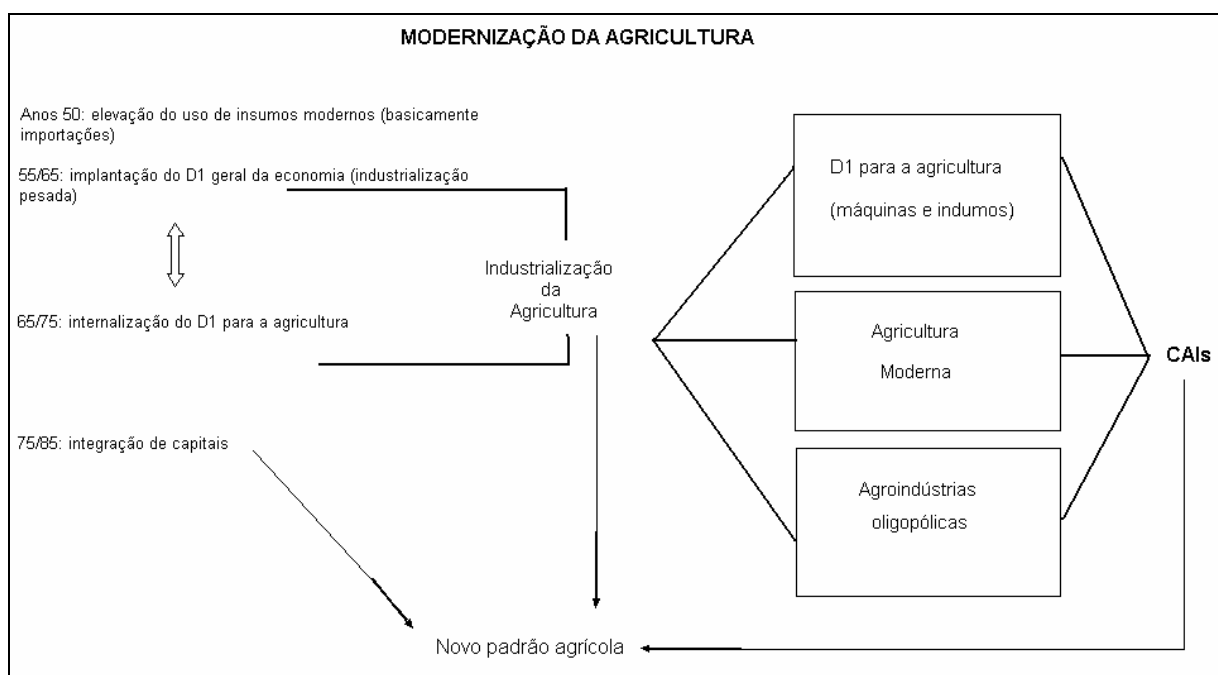 MODERNIZAÇÃO DA AGRICULTURA
Anos 50: elevação do uso de insumos modernos (basicamente
importações)
55/65: implantação do D1 geral da economia (industrialização
pesada)
65/75: internalização do D1 para a agricultura
75/85: integração de capitais
Industrialização
da
Agricultura
D1 para a agricultura
(máquinas e indumos)
Agricultura
Moderna
Agroindústrias
oligopólicas
CAIs
Novo padrão agrícola